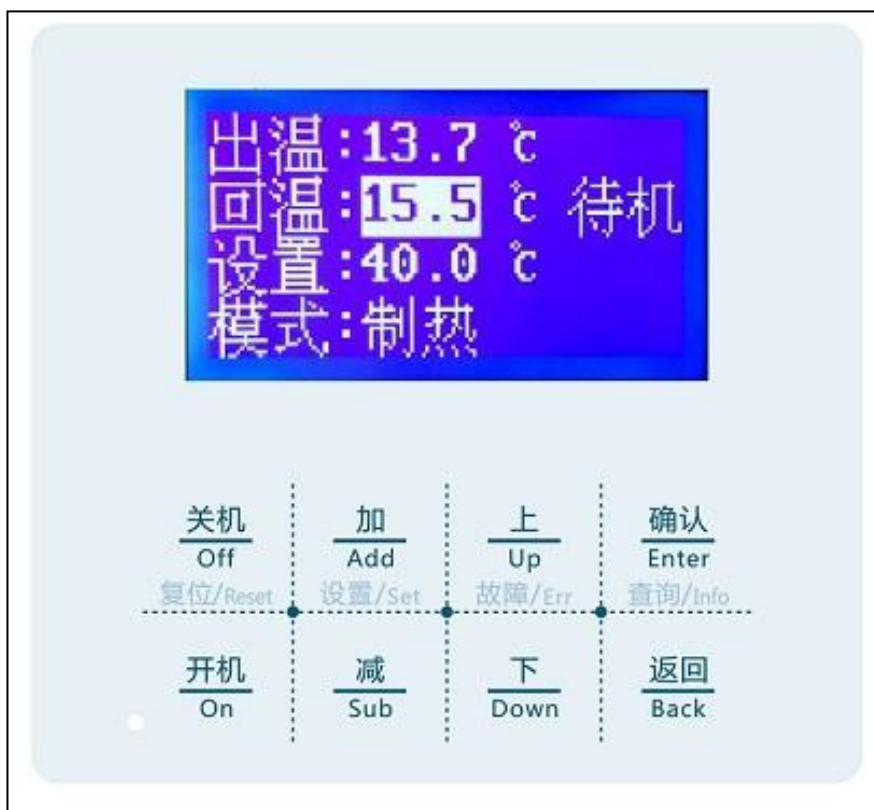 出温:13.7 ℃
回温:15.5 ℃ 待机
设置:40.0 ℃
模式:制热
关机 加 上 确认
Off Add Up Enter
复位/Reset 设置/Set 故障/Err 查询/Info
开机 减 下 返回
On Sub Down Back